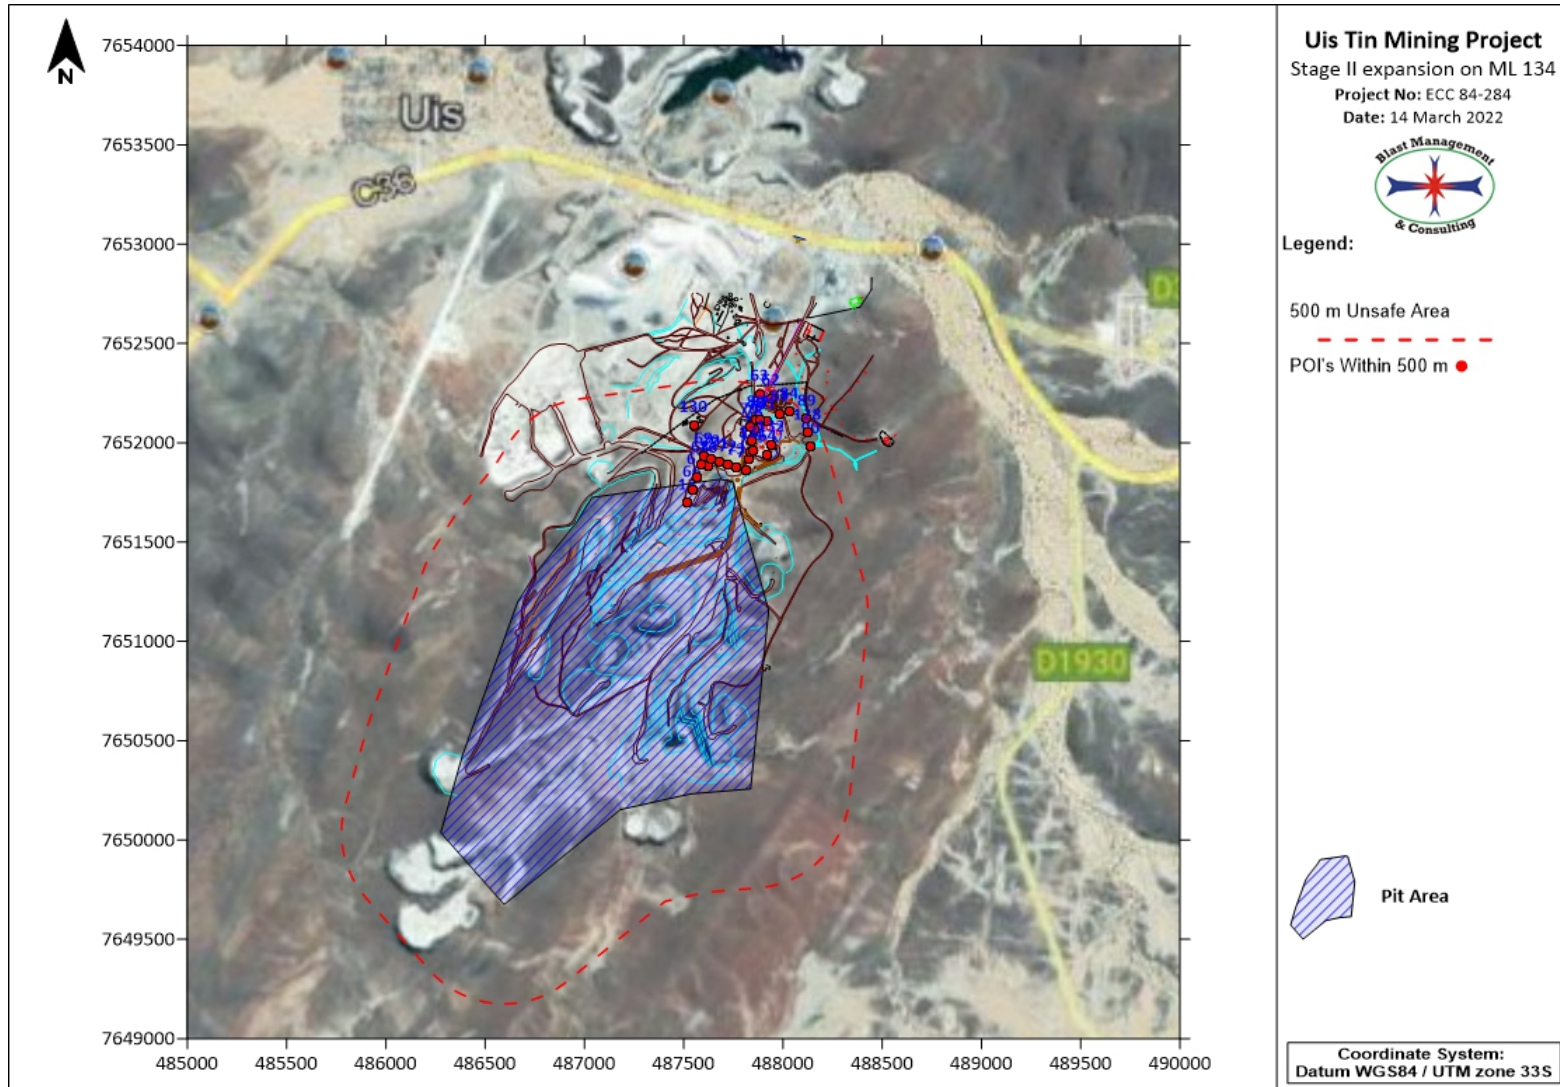 Uis Tin Mining Project
Stage II expansion on ML 134
Project No: ECC 84-284
Date: 14 March 2022
Blast Management
& Consulting
Legend:
500 m Unsafe Area
POI's Within 500 m
Pit Area
Coordinate System:
Datum WGS84 / UTM zone 33S
N
7654000
7653500
7653000
7652500
7652000
7651500
7651000
7650500
7650000
7649500
7649000
485000
485500
486000
486500
487000
487500
488000
488500
489000
489500
490000
Uis
C36
D1930
130